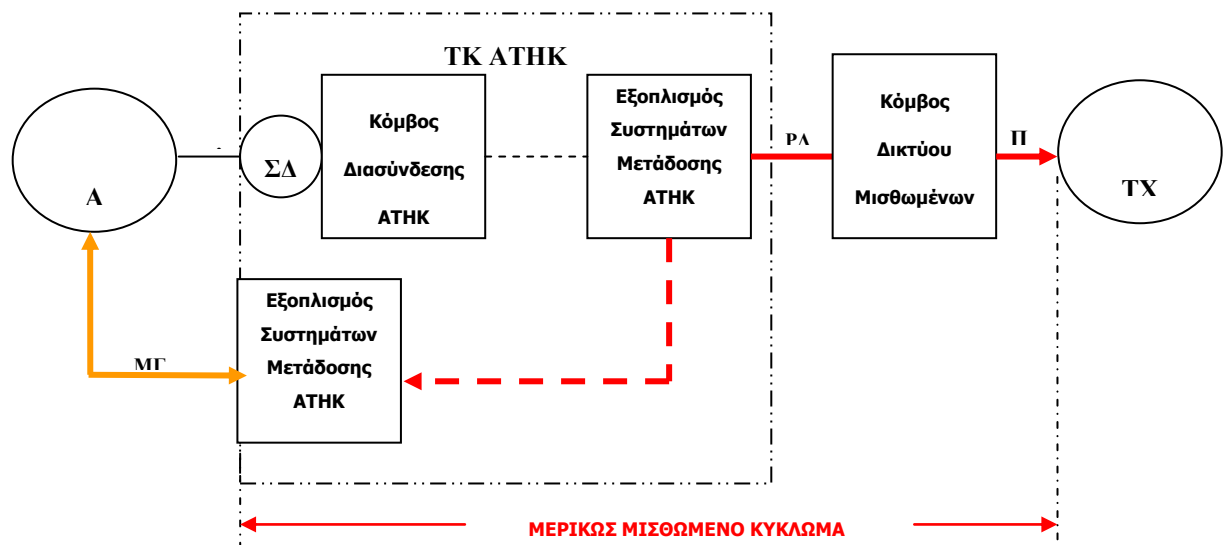 ΤΚ ΑΤΗΚ
Α
ΣΔ
Κόμβος
Διασύνδεσης
ΑΤΗΚ
Εξοπλισμός
Συστημάτων
Μετάδοσης
ΑΤΗΚ
Κόμβος
Δικτύου
Μισθωμένων
Π
ΤΧ
Εξοπλισμός
Συστημάτων
Μετάδοσης
ΑΤΗΚ
ΜΓ
ΜΕΡΙΚΩΣ ΜΙΣΘΩΜΕΝΟ ΚΥΚΛΩΜΑ